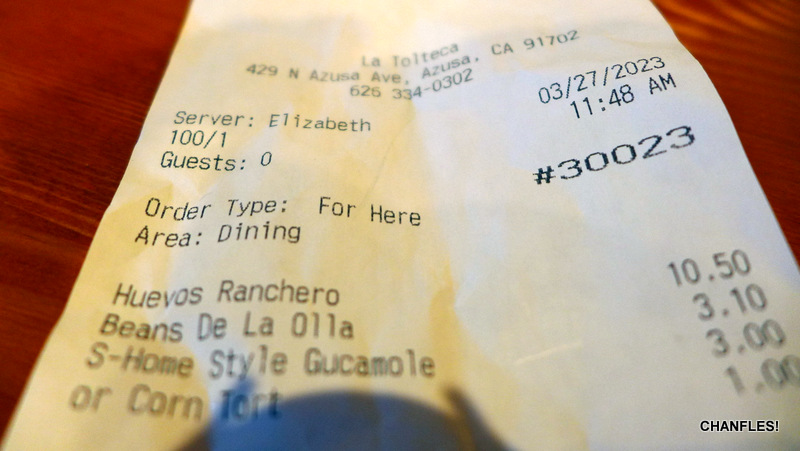 La Tolteca
429 N Azusa Ave, Azusa, CA 91702
626 334-0302
03/27/2023
11:48 AM
Server: Elizabeth
100/1
Guests: 0
#30023
Order Type: For Here
Area: Dining
Huevos Ranchero 10.50
Beans De La Olla 3.10
S-Home Style Gucamole 3.00
or Corn Tort 1.00
CHANFLES!